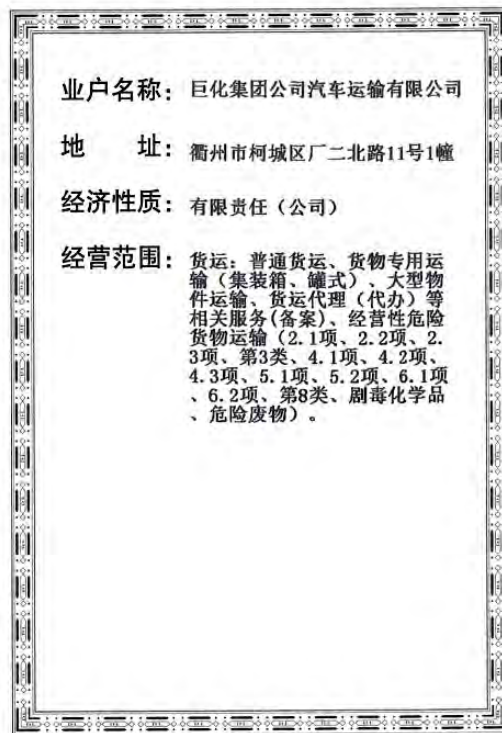 业户名称：巨化集团公司汽车运输有限公司
地　　址：衢州市柯城区厂二北路11号1幢
经济性质：有限责任（公司）
经营范围：货运：普通货运、货物专用运
输（集装箱、罐式）、大型物
件运输、货运代理（代办）等
相关服务(备案)、经营性危险
货物运输（2.1项、2.2项、2.
3项、第3类、4.1项、4.2项、
4.3项、5.1项、5.2项、6.1项
、6.2项、第8类、剧毒化学品
、危险废物）。